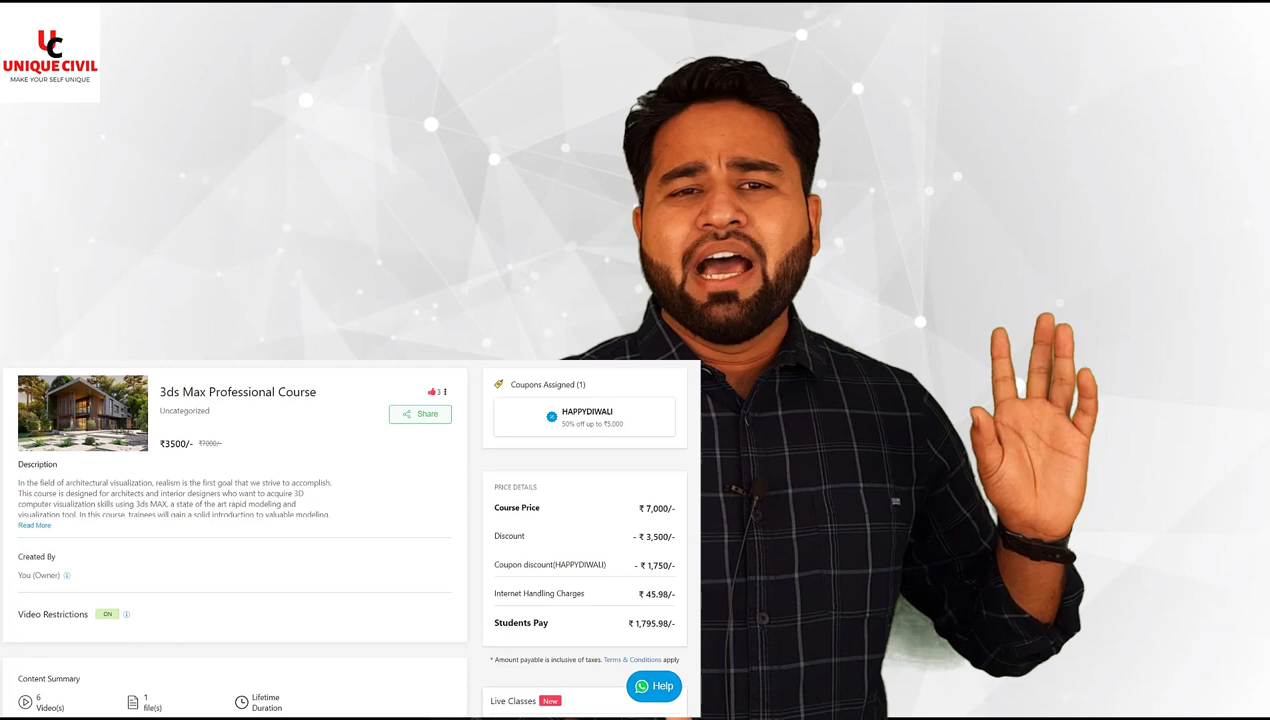 UC
UNIQUE CIVIL
MAKE YOUR SELF UNIQUE
3ds Max Professional Course
3
Uncategorized
Share
₹3500/- ₹7000/-
Description
In the field of architectural visualization, realism is the first goal that we strive to accomplish.
This course is designed for architects and interior designers who want to acquire 3D
computer visualization skills using 3ds MAX, a state of the art rapid modeling and
visualization tool. In this course, trainees will gain a solid introduction to valuable modeling,
Read More
Created By
You (Owner)
Video Restrictions ON
Content Summary
6
Video(s)
1
file(s)
Lifetime
Duration
Coupons Assigned (1)
HAPPYDIWALI
50% off up to ₹5,000
PRICE DETAILS
Course Price ₹ 7,000/-
Discount - ₹ 3,500/-
Coupon discount(HAPPYDIWALI) - ₹ 1,750/-
Internet Handling Charges ₹ 45.98/-
Students Pay ₹ 1,795.98/-
* Amount payable is inclusive of taxes. Terms & Conditions apply
Help
Live Classes New